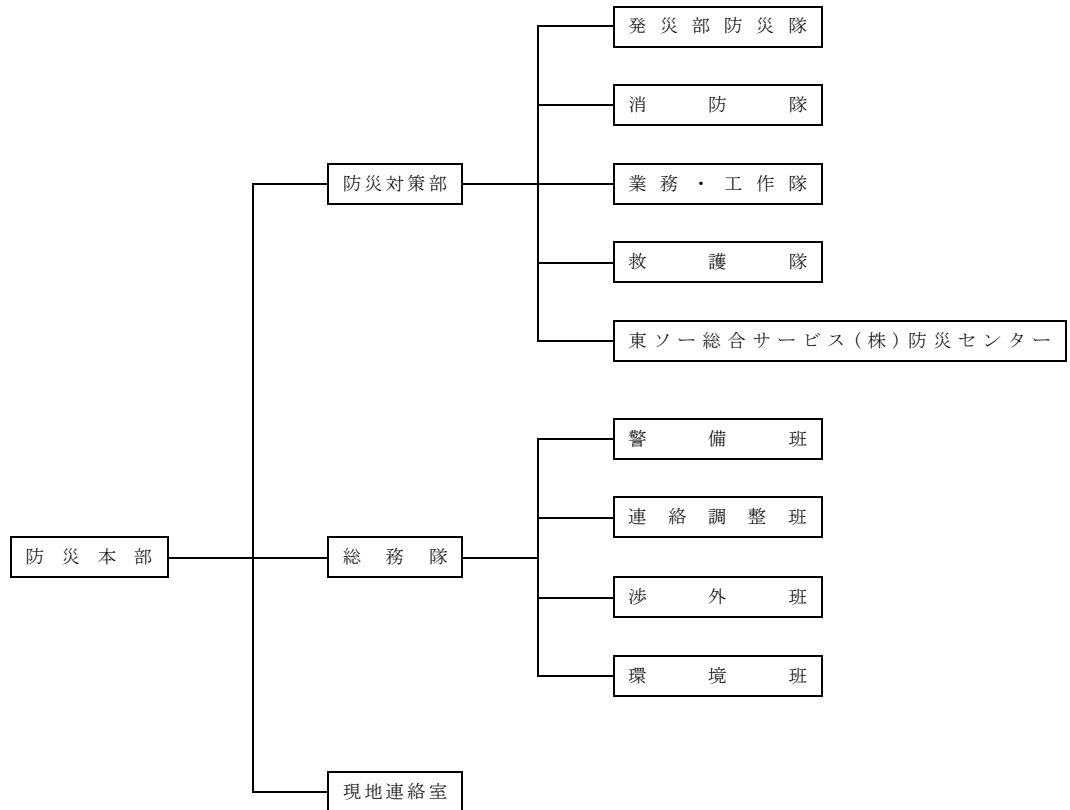 発災部防災隊
消防隊
防災対策部
業務・工作隊
救護隊
東ソー総合サービス(株)防災センター
警備班
連絡調整班
防災本部
総務隊
渉外班
環境班
現地連絡室